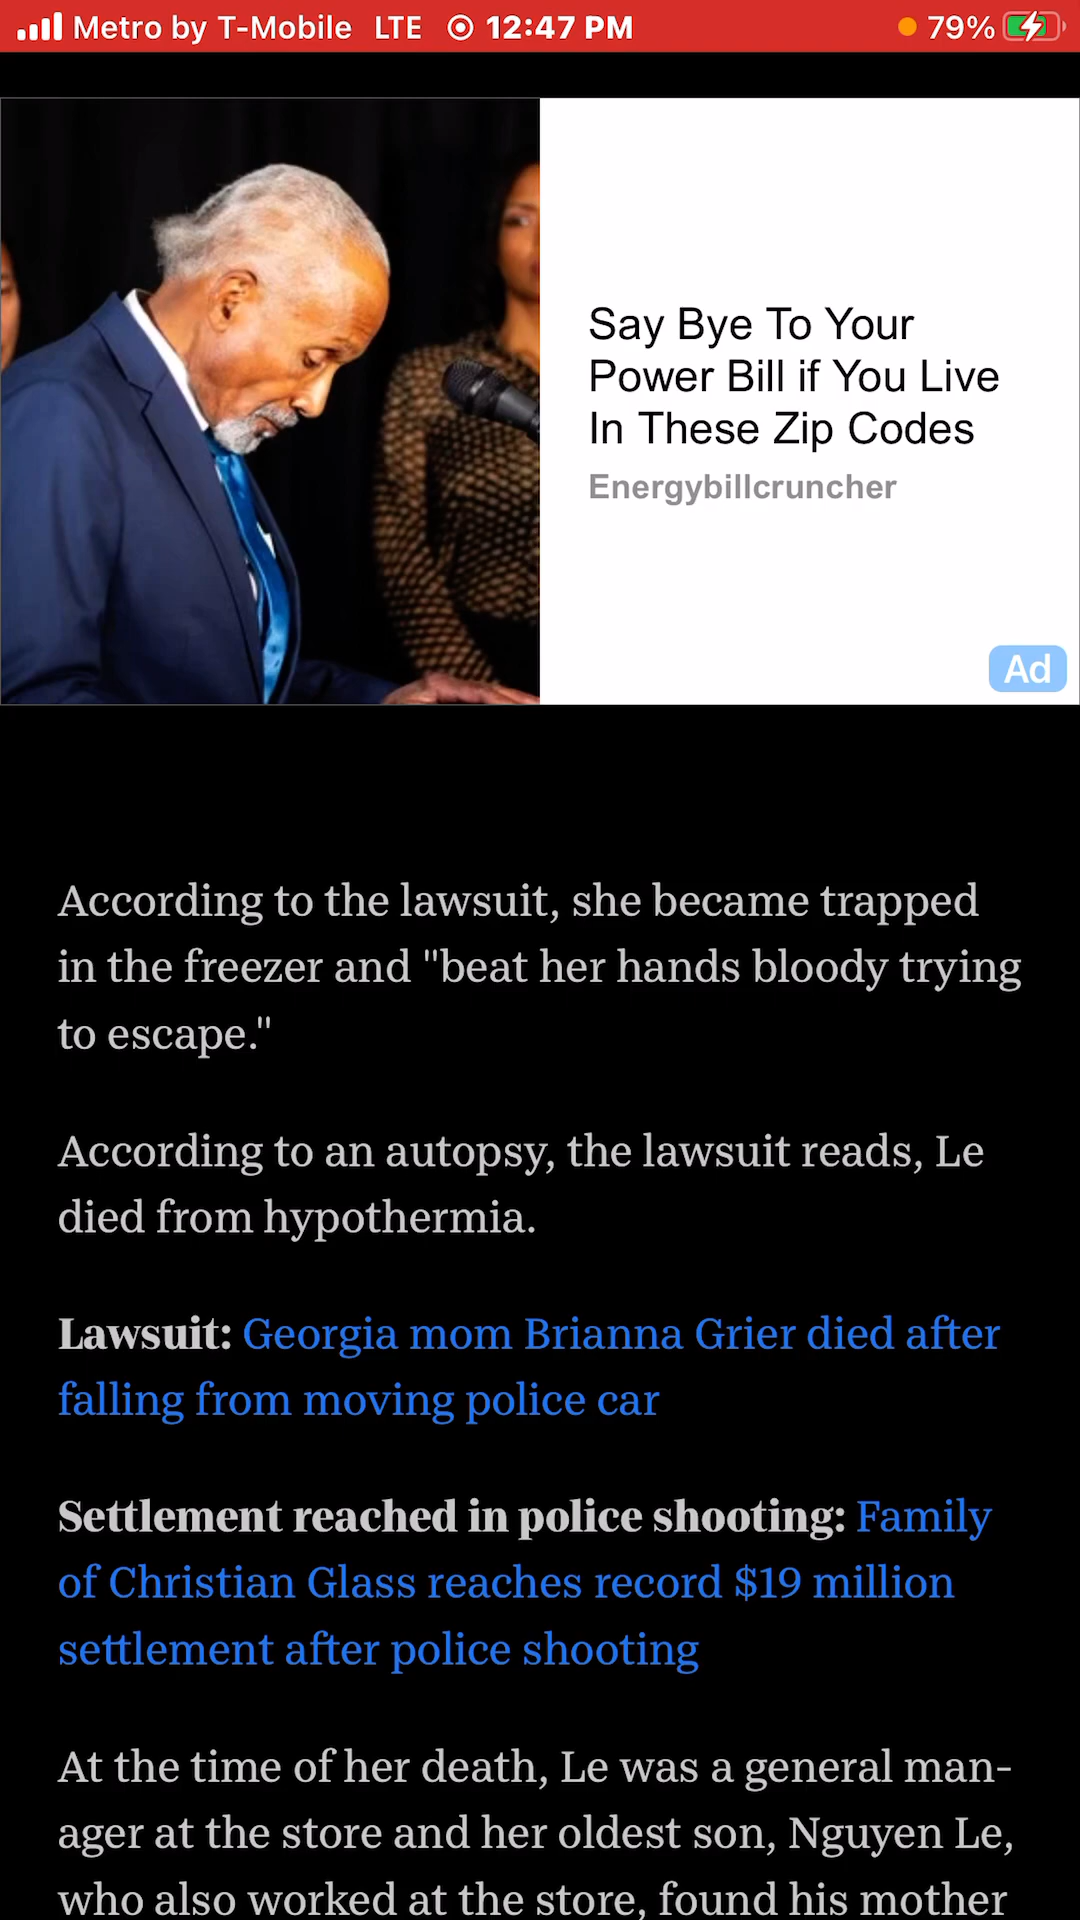 Metro by T-Mobile LTE 12:47 PM 79%
Say Bye To Your
Power Bill if You Live
In These Zip Codes
Energybillcruncher
Ad
According to the lawsuit, she became trapped
in the freezer and "beat her hands bloody trying
to escape."
According to an autopsy, the lawsuit reads, Le
died from hypothermia.
Lawsuit: Georgia mom Brianna Grier died after
falling from moving police car
Settlement reached in police shooting: Family
of Christian Glass reaches record $19 million
settlement after police shooting
At the time of her death, Le was a general man-
ager at the store and her oldest son, Nguyen Le,
who also worked at the store, found his mother